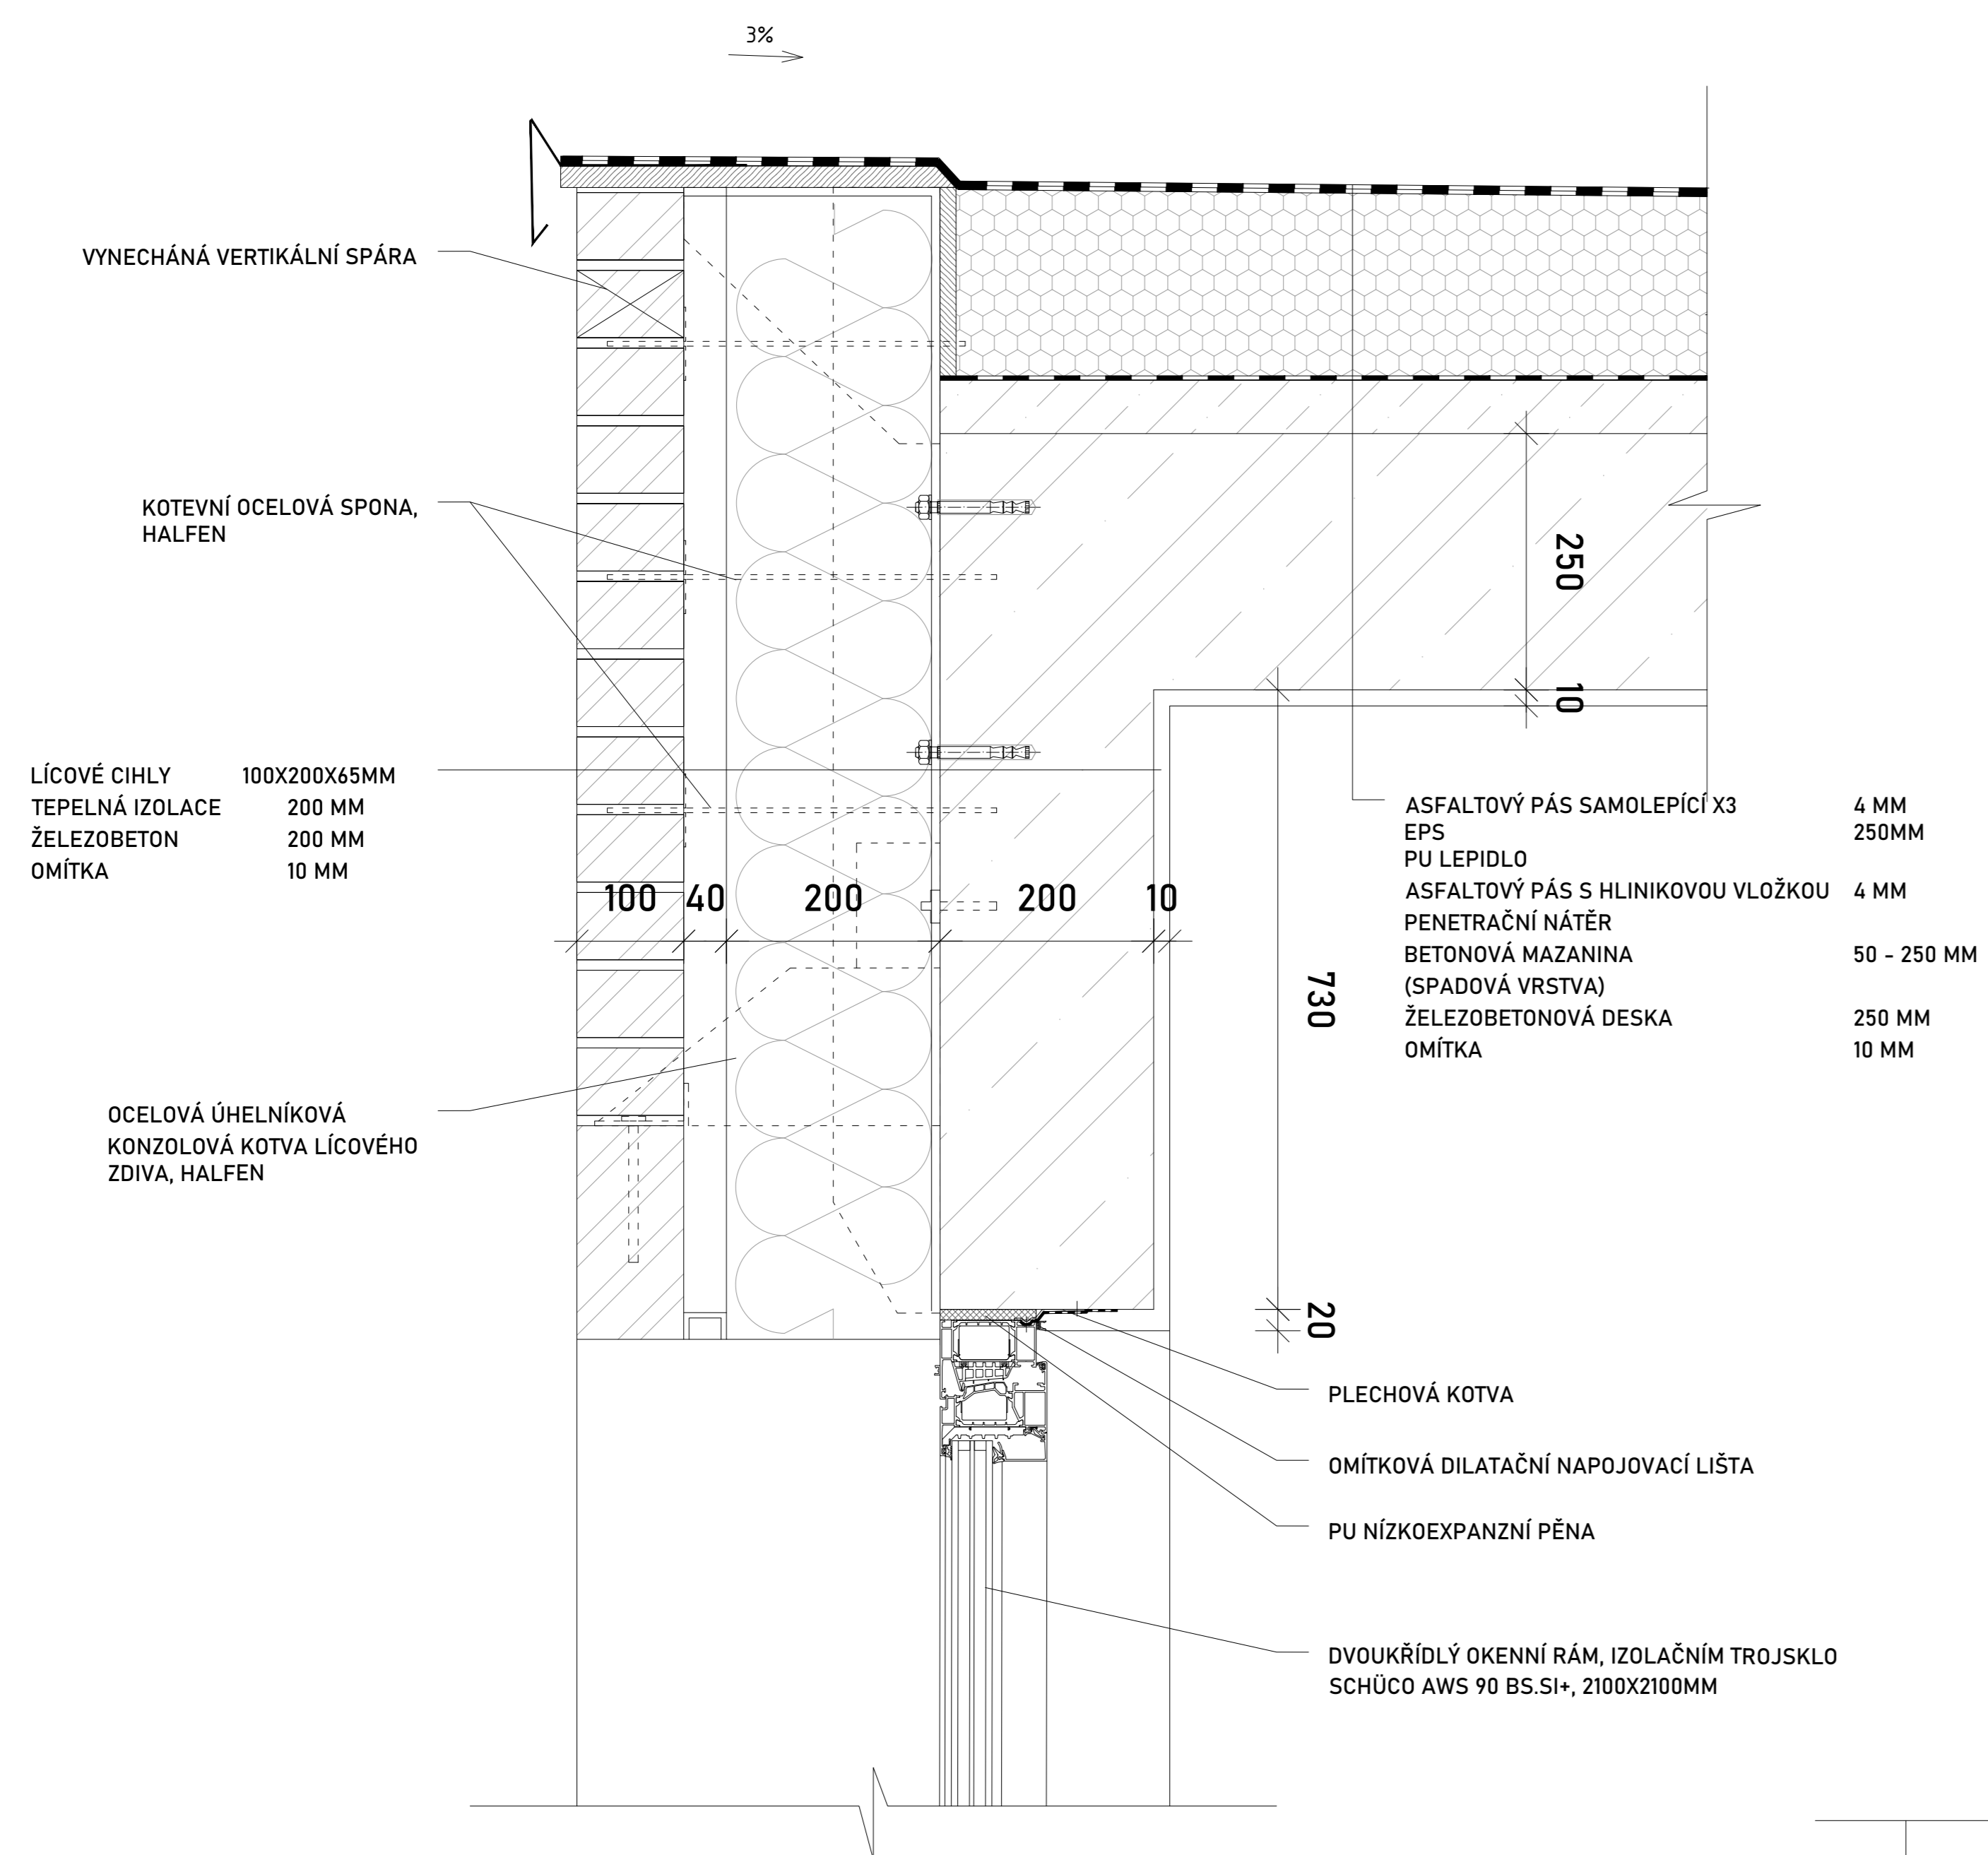 3%
VYNECHÁNÁ VERTIKÁLNÍ SPÁRA
KOTEVNÍ OCELOVÁ SPONA,
HALFEN
LÍCOVÉ CIHLY 100X200X65MM
TEPELNÁ IZOLACE 200 MM
ŽELEZOBETON 200 MM
OMÍTKA 10 MM
OCELOVÁ ÚHELNÍKOVÁ
KONZOLOVÁ KOTVA LÍCOVÉHO
ZDIVA, HALFEN
100 40 200 200 10
250
10
730
20
ASFALTOVÝ PÁS SAMOLEPÍCÍ X3 4 MM
EPS 250MM
PU LEPIDLO
ASFALTOVÝ PÁS S HLINIKOVOU VLOŽKOU 4 MM
PENETRAČNÍ NÁTĚR
BETONOVÁ MAZANINA 50 - 250 MM
(SPADOVÁ VRSTVA)
ŽELEZOBETONOVÁ DESKA 250 MM
OMÍTKA 10 MM
PLECHOVÁ KOTVA
OMÍTKOVÁ DILATAČNÍ NAPOJOVACÍ LIŠTA
PU NÍZKOEXPANZNÍ PĚNA
DVOUKŘÍDLÝ OKENNÍ RÁM, IZOLAČNÍM TROJSKLO
SCHÜCO AWS 90 BS.SI+, 2100X2100MM